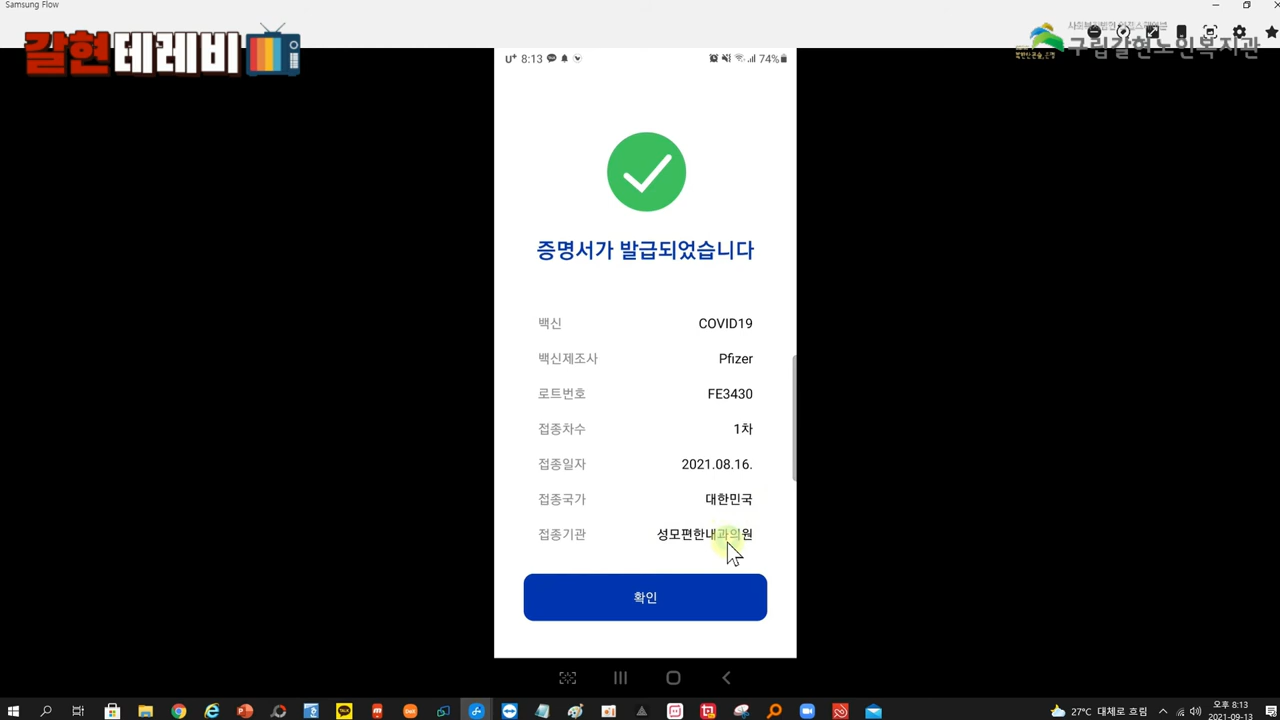 Samsung Flow
갈현테레비
구립갈현노인복지관
U+ 8:13
74%
증명서가 발급되었습니다
백신 COVID19
백신제조사 Pfizer
로트번호 FE3430
접종차수 1차
접종일자 2021.08.16.
접종국가 대한민국
접종기관 성모편한내과의원
확인
27°C 대체로 흐림
오후 8:13
2021-09-13